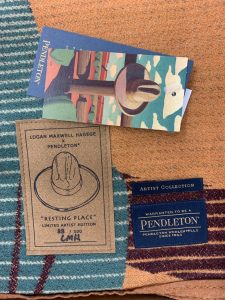 PENDLETON
LOGAN MAXWELL HAGEGE
X
PENDLETON®
"RESTING PLACE"
LIMITED ARTIST EDITION
/ 500
LMH
ARTIST COLLECTION
WARRANTED TO BE A
PENDLETON®
PENDLETON WOOLEN MILLS